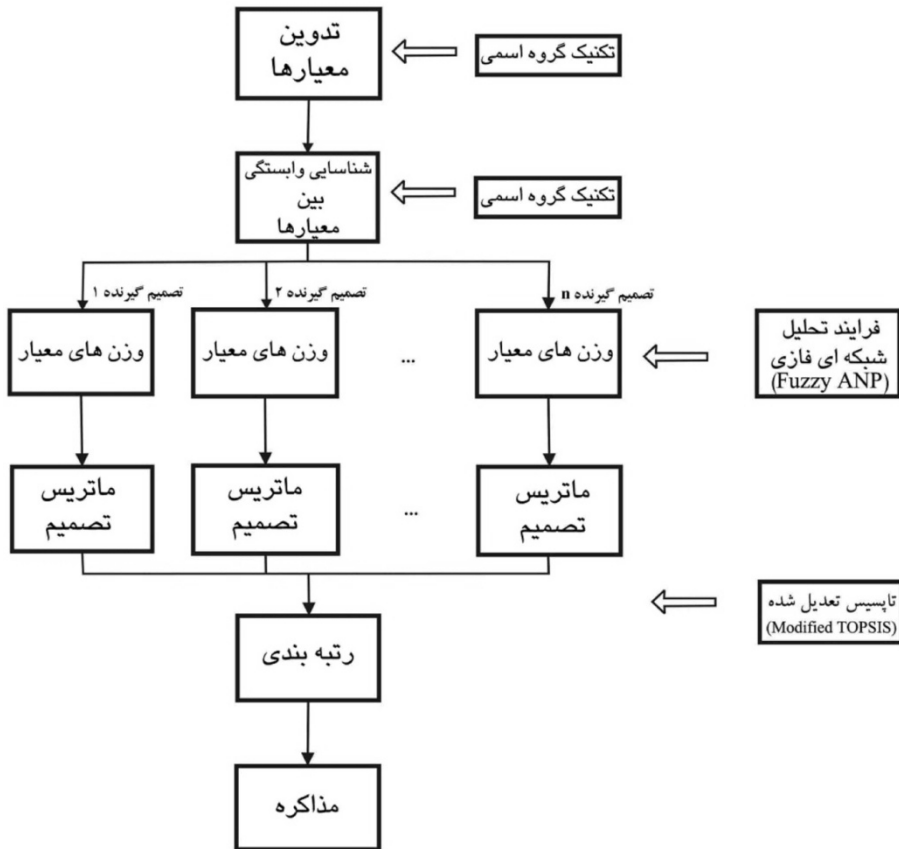 تدوین
معیارها
تکنیک گروه اسمی
شناسایی وابستگی
بین
معیارها
تکنیک گروه اسمی
تصمیم گیرنده n
تصمیم گیرنده ۲
تصمیم گیرنده ۱
فرایند تحلیل
شبکه ای فازی
(Fuzzy ANP)
وزن های معیار
...
وزن های معیار
وزن های معیار
ماتریس
تصمیم
...
ماتریس
تصمیم
ماتریس
تصمیم
تاپسیس تعدیل شده
(Modified TOPSIS)
رتبه بندی
مذاکره